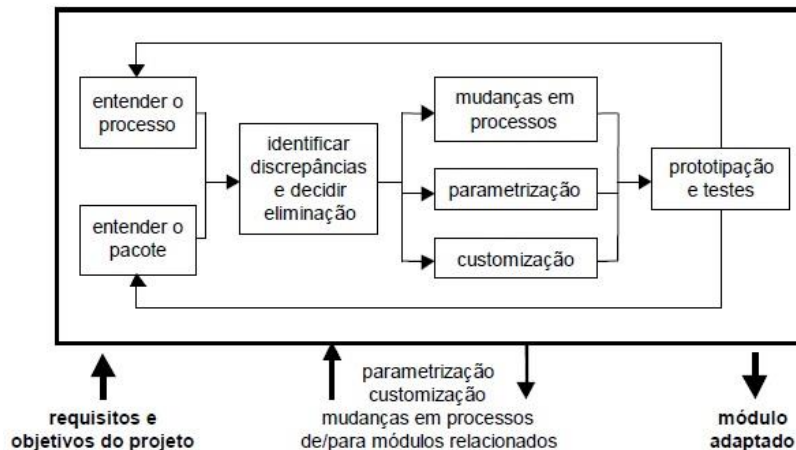 entender o
processo
entender o
pacote
identificar
discrepâncias
e decidir
eliminação
mudanças em
processos
parametrização
customização
prototipação
e testes
requisitos e
objetivos do projeto
parametrização
customização
mudanças em processos
de/para módulos relacionados
módulo
adaptado